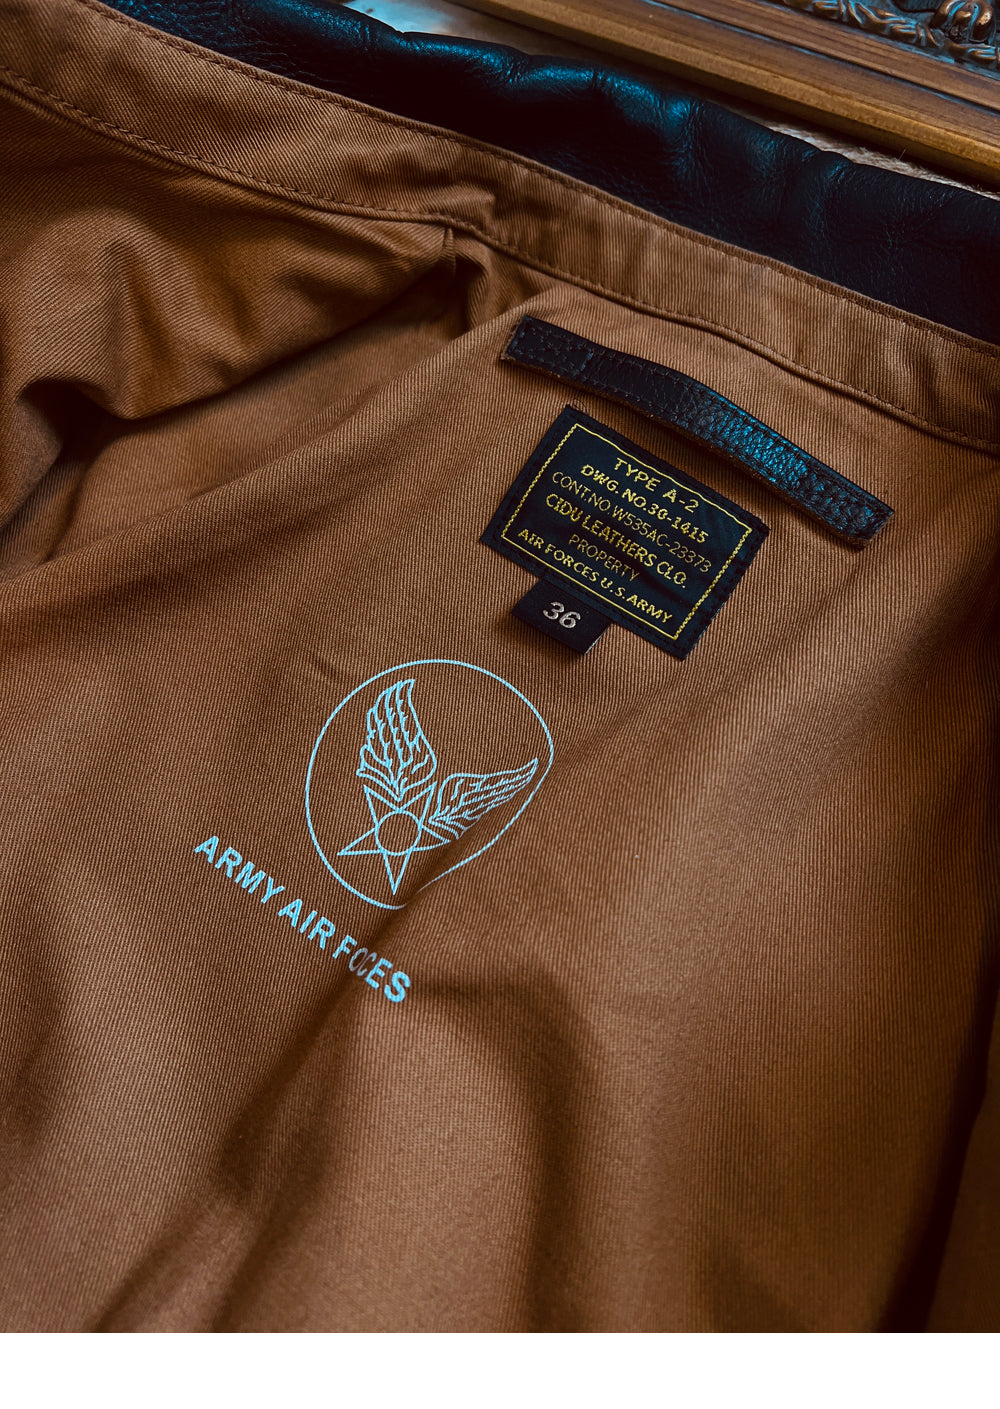 TYPE A-2
DWG. NO.30-1415
CONT.NO.W535AC-23373
CIDU LEATHERS CLO.
PROPERTY
AIR FORCES U.S.ARMY
36
ARMY AIR FOCES